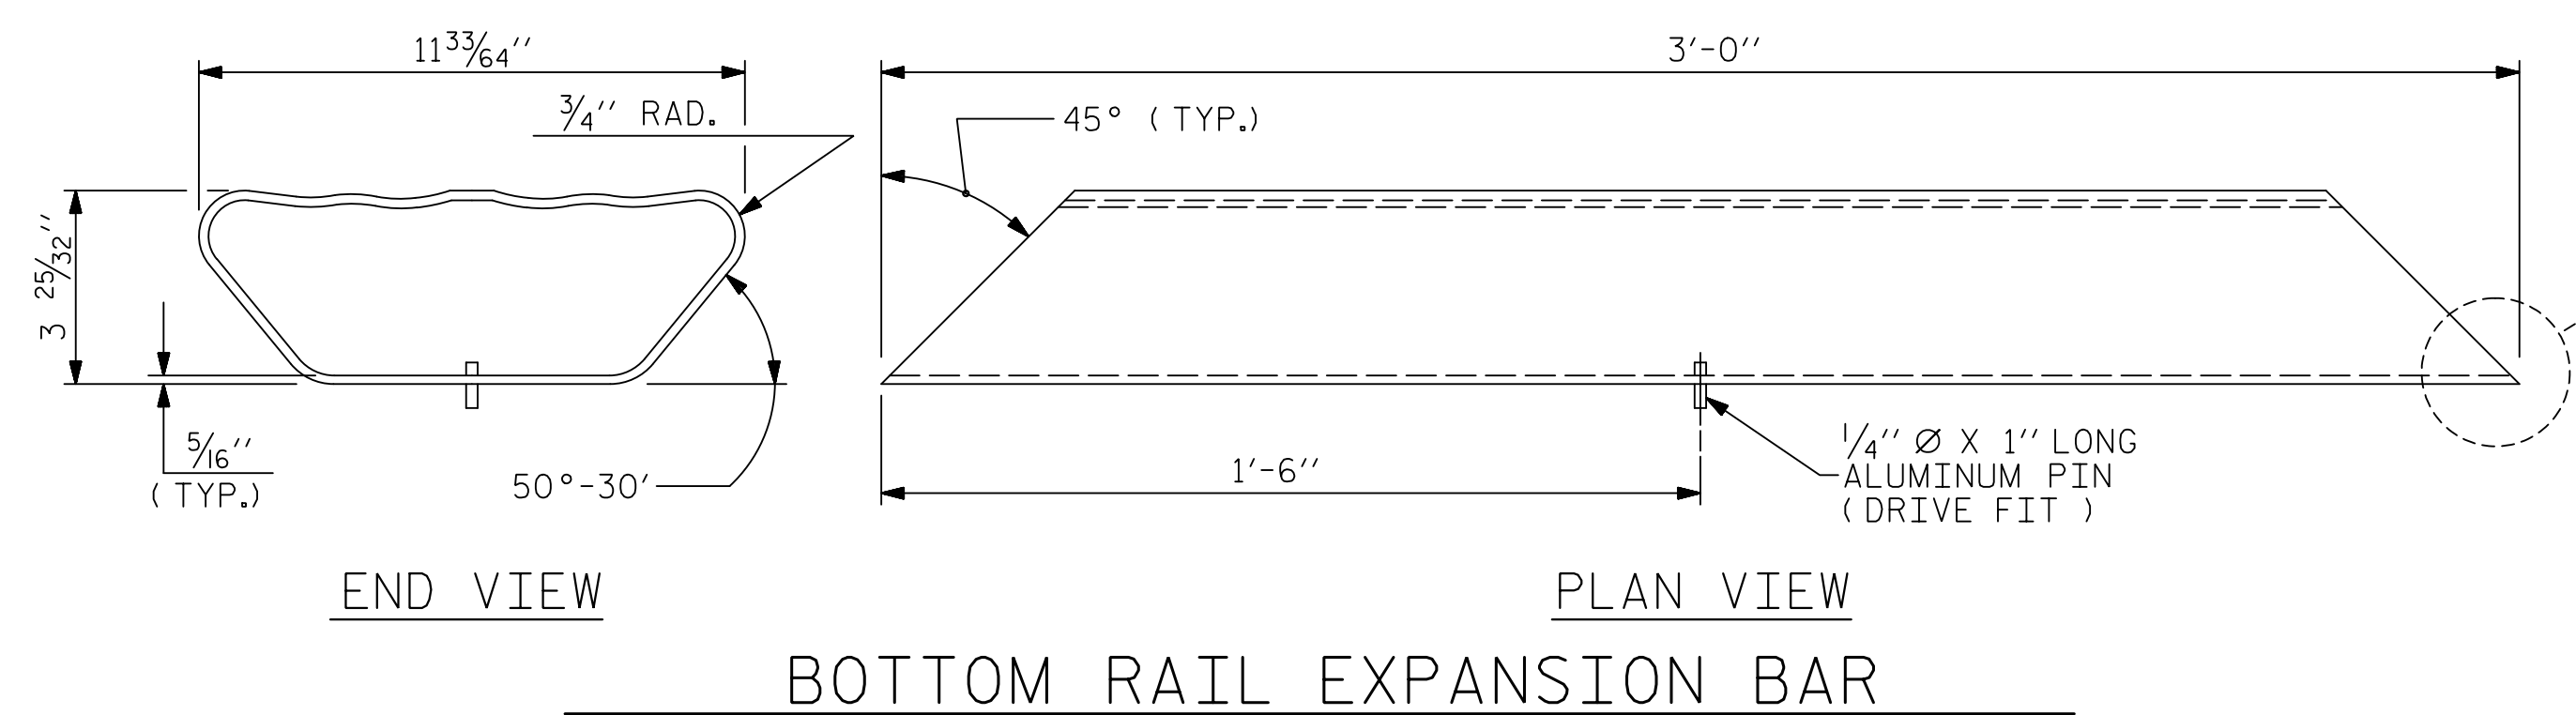 11 33/64"
3/4" RAD.
3 25/32"
5/16"
(TYP.)
50°-30'
3'-0"
45° (TYP.)
1'-6"
1/4" Ø X 1" LONG
ALUMINUM PIN
(DRIVE FIT)
END VIEW
PLAN VIEW
BOTTOM RAIL EXPANSION BAR